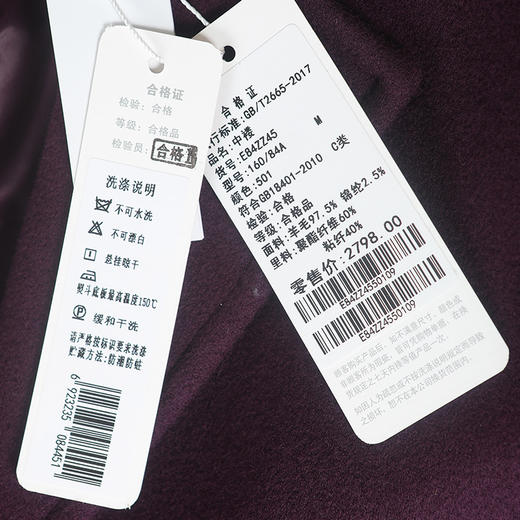 合格证
检验：合格
等级：合格品
检验员：合格
洗涤说明
不可水洗
不可漂白
悬挂晾干
熨斗底板最高温度150℃
缓和干洗
请严格按标识要求洗涤
贮藏方法：防潮防蛀
6 923235 084451
合格证
行标准：GB/T2665-2017
品名：中褛
货号：EB4ZZ45
型号：160/84A M
颜色：501
符合GB18401-2010 C类
检验：合格
等级：合格品
面料：羊毛97.5% 锦纶2.5%
里料：聚酯纤维60%
粘纤40%
零售价：2798.00
E84ZZ4550109
E84ZZ4550109